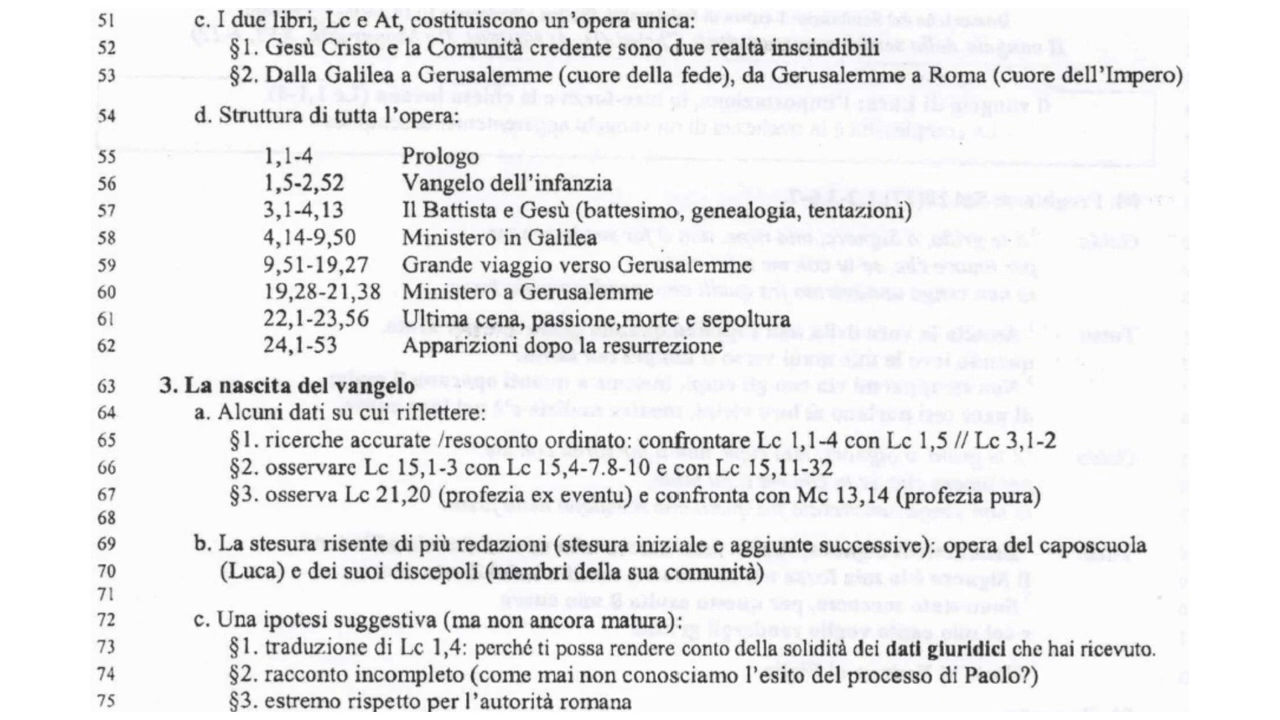 51 c. I due libri, Lc e At, costituiscono un'opera unica:
52 §1. Gesù Cristo e la Comunità credente sono due realtà inscindibili
53 §2. Dalla Galilea a Gerusalemme (cuore della fede), da Gerusalemme a Roma (cuore dell'Impero)
54 d. Struttura di tutta l'opera:
55 1,1-4 Prologo
56 1,5-2,52 Vangelo dell'infanzia
57 3,1-4,13 Il Battista e Gesù (battesimo, genealogia, tentazioni)
58 4,14-9,50 Ministero in Galilea
59 9,51-19,27 Grande viaggio verso Gerusalemme
60 19,28-21,38 Ministero a Gerusalemme
61 22,1-23,56 Ultima cena, passione,morte e sepoltura
62 24,1-53 Apparizioni dopo la resurrezione
63 3. La nascita del vangelo
64 a. Alcuni dati su cui riflettere:
65 §1. ricerche accurate /resoconto ordinato: confrontare Lc 1,1-4 con Lc 1,5 // Lc 3,1-2
66 §2. osservare Lc 15,1-3 con Lc 15,4-7.8-10 e con Lc 15,11-32
67 §3. osserva Lc 21,20 (profezia ex eventu) e confronta con Mc 13,14 (profezia pura)
68
69 b. La stesura risente di più redazioni (stesura iniziale e aggiunte successive): opera del caposcuola
70 (Luca) e dei suoi discepoli (membri della sua comunità)
71
72 c. Una ipotesi suggestiva (ma non ancora matura):
73 §1. traduzione di Lc 1,4: perché ti possa rendere conto della solidità dei dati giuridici che hai ricevuto.
74 §2. racconto incompleto (come mai non conosciamo l'esito del processo di Paolo?)
75 §3. estremo rispetto per l'autorità romana